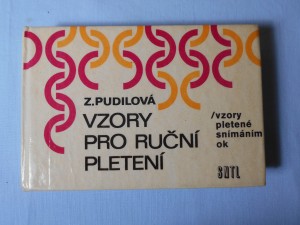 Z.PUDILOVÁ
VZORY
PRO RUČNÍ
PLETENÍ
/vzory
pletené
snímáním
ok
SNTL